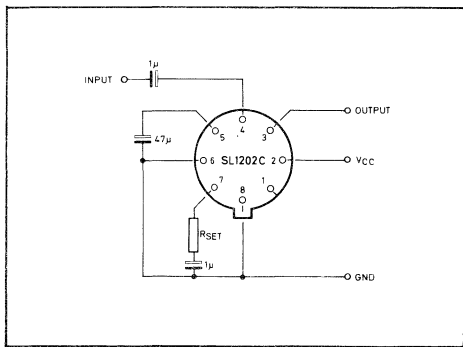 1µ
INPUT
4
OUTPUT
5
3
47µ
6
SL1202C
2
VCC
7
8
1
RSET
1µ
GND